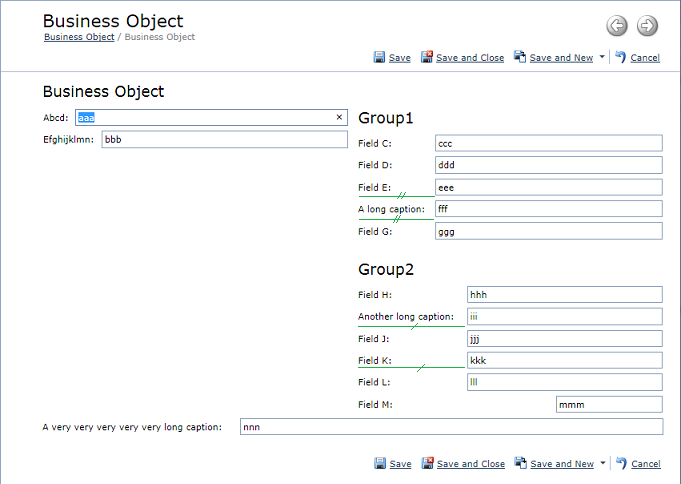 Business Object
Business Object / Business Object
Save Save and Close Save and New Cancel
Business Object
Abcd: aaa
Efghijklmn: bbb
Group1
Field C: ccc
Field D: ddd
Field E: eee
A long caption: fff
Field G: ggg
Group2
Field H: hhh
Another long caption: iii
Field J: jjj
Field K: kkk
Field L: lll
Field M: mmm
A very very very very very long caption: nnn
Save Save and Close Save and New Cancel